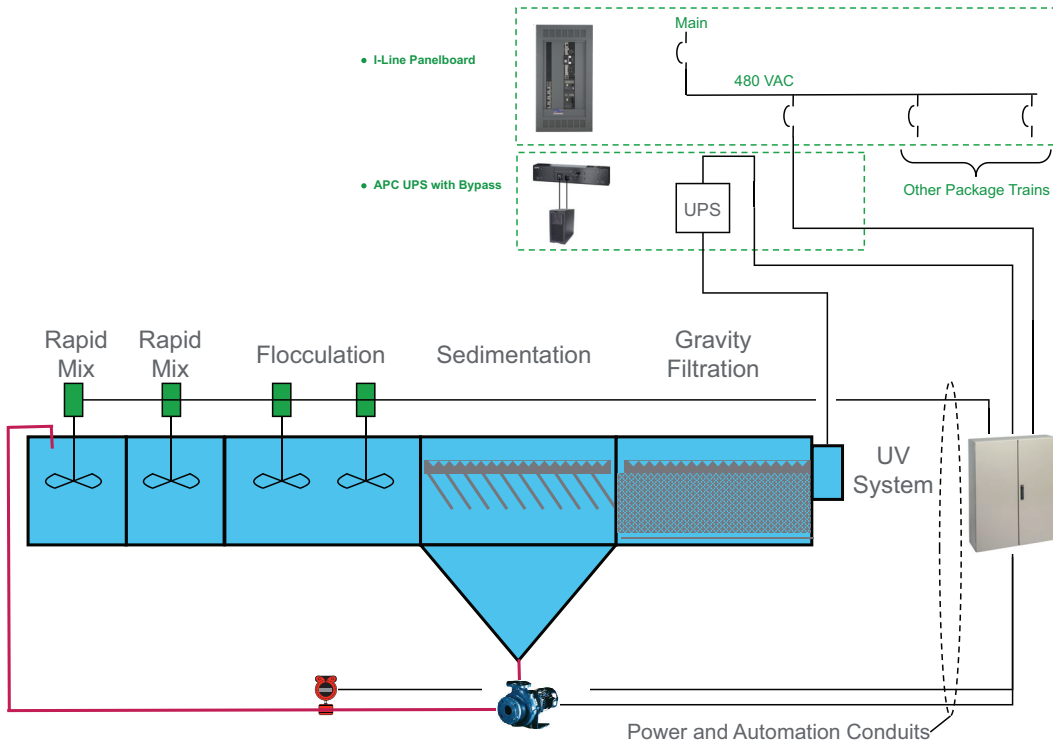 Main
● I-Line Panelboard
480 VAC
● APC UPS with Bypass
Other Package Trains
UPS
Rapid
Mix
Rapid
Mix
Flocculation
Sedimentation
Gravity
Filtration
UV
System
Power and Automation Conduits